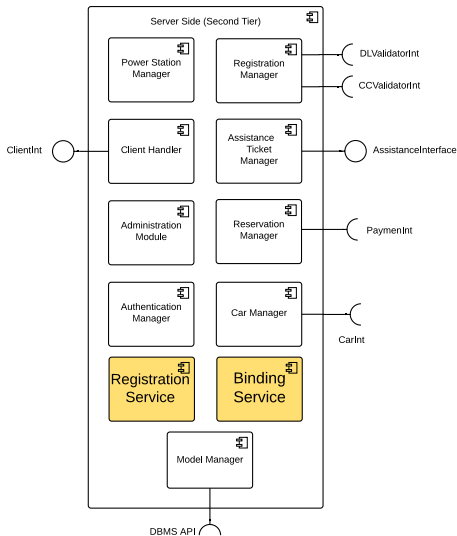 Server Side (Second Tier)
Power Station
Manager
Registration
Manager
DLValidatorInt
CCValidatorInt
ClientInt
Client Handler
Assistance
Ticket
Manager
AssistanceInterface
Administration
Module
Reservation
Manager
PaymenInt
Authentication
Manager
Car Manager
CarInt
Registration
Service
Binding
Service
Model Manager
DBMS API